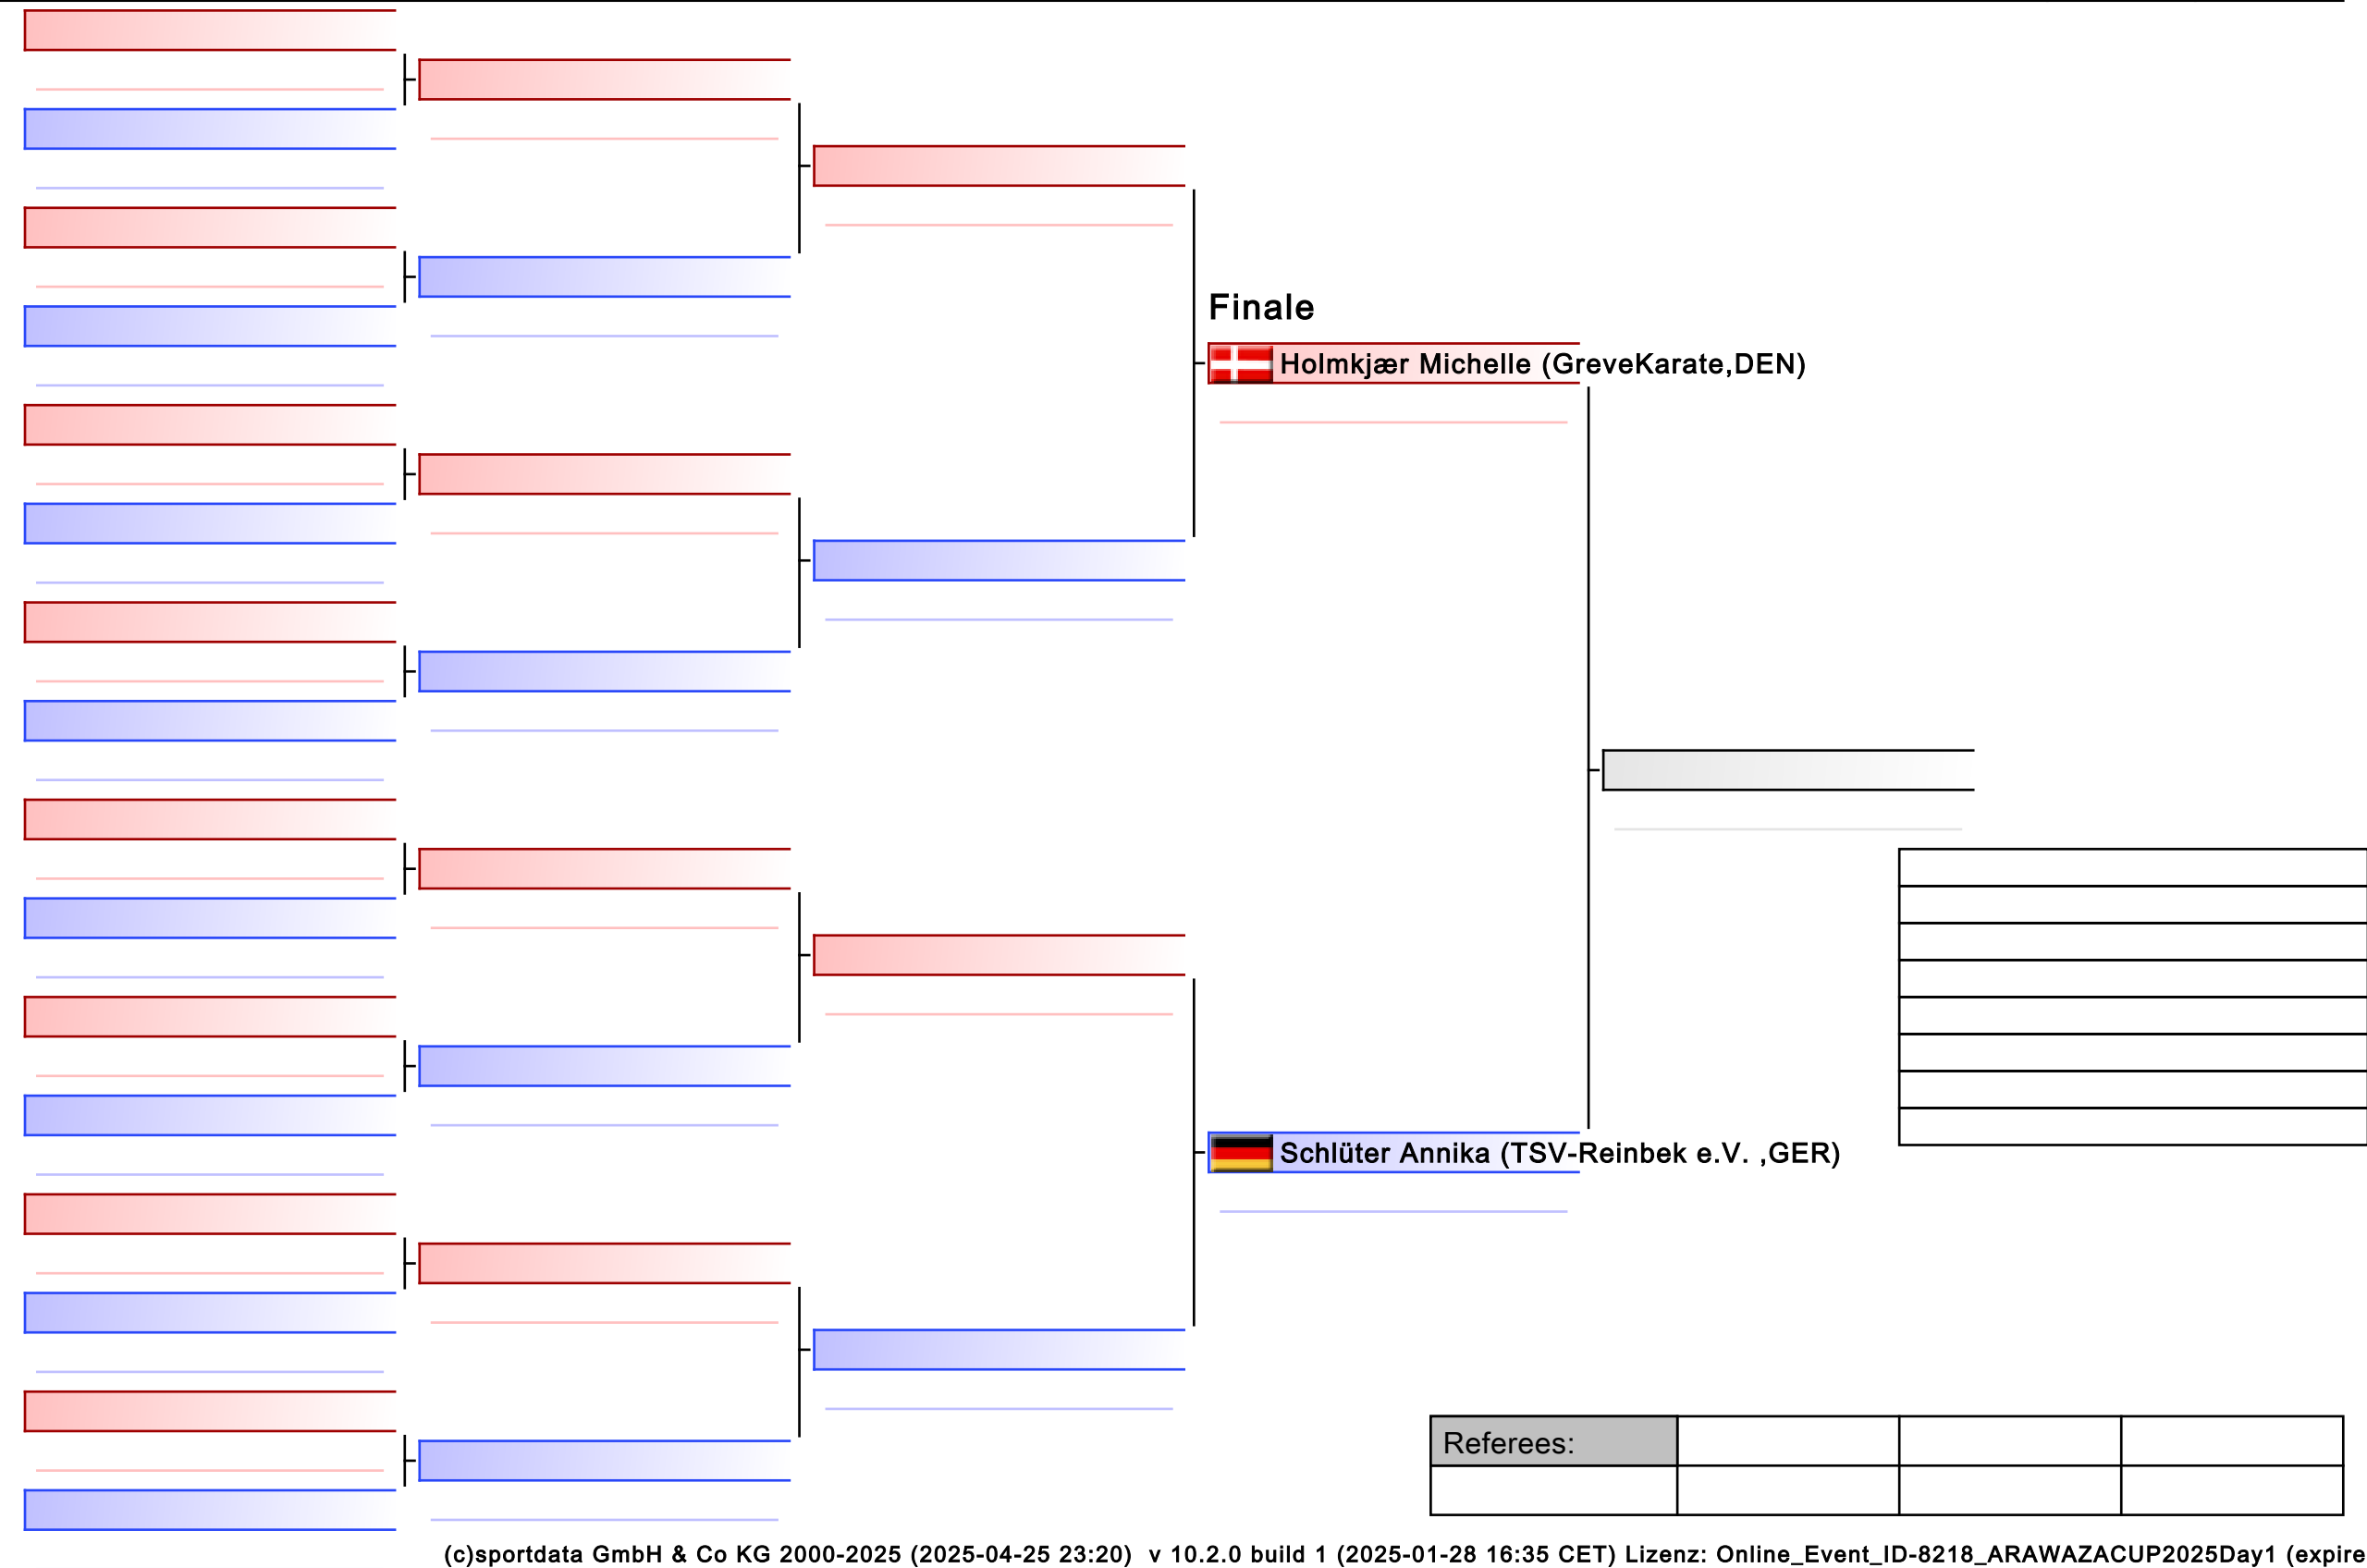 Finale
Holmkjær Michelle (GreveKarate,DEN)
Schlüter Annika (TSV-Reinbek e.V. ,GER)
Referees:
(c)sportdata GmbH & Co KG 2000-2025 (2025-04-25 23:20) v 10.2.0 build 1 (2025-01-28 16:35 CET) Lizenz: Online_Event_ID-8218_ARAWAZACUP2025Day1 (expire